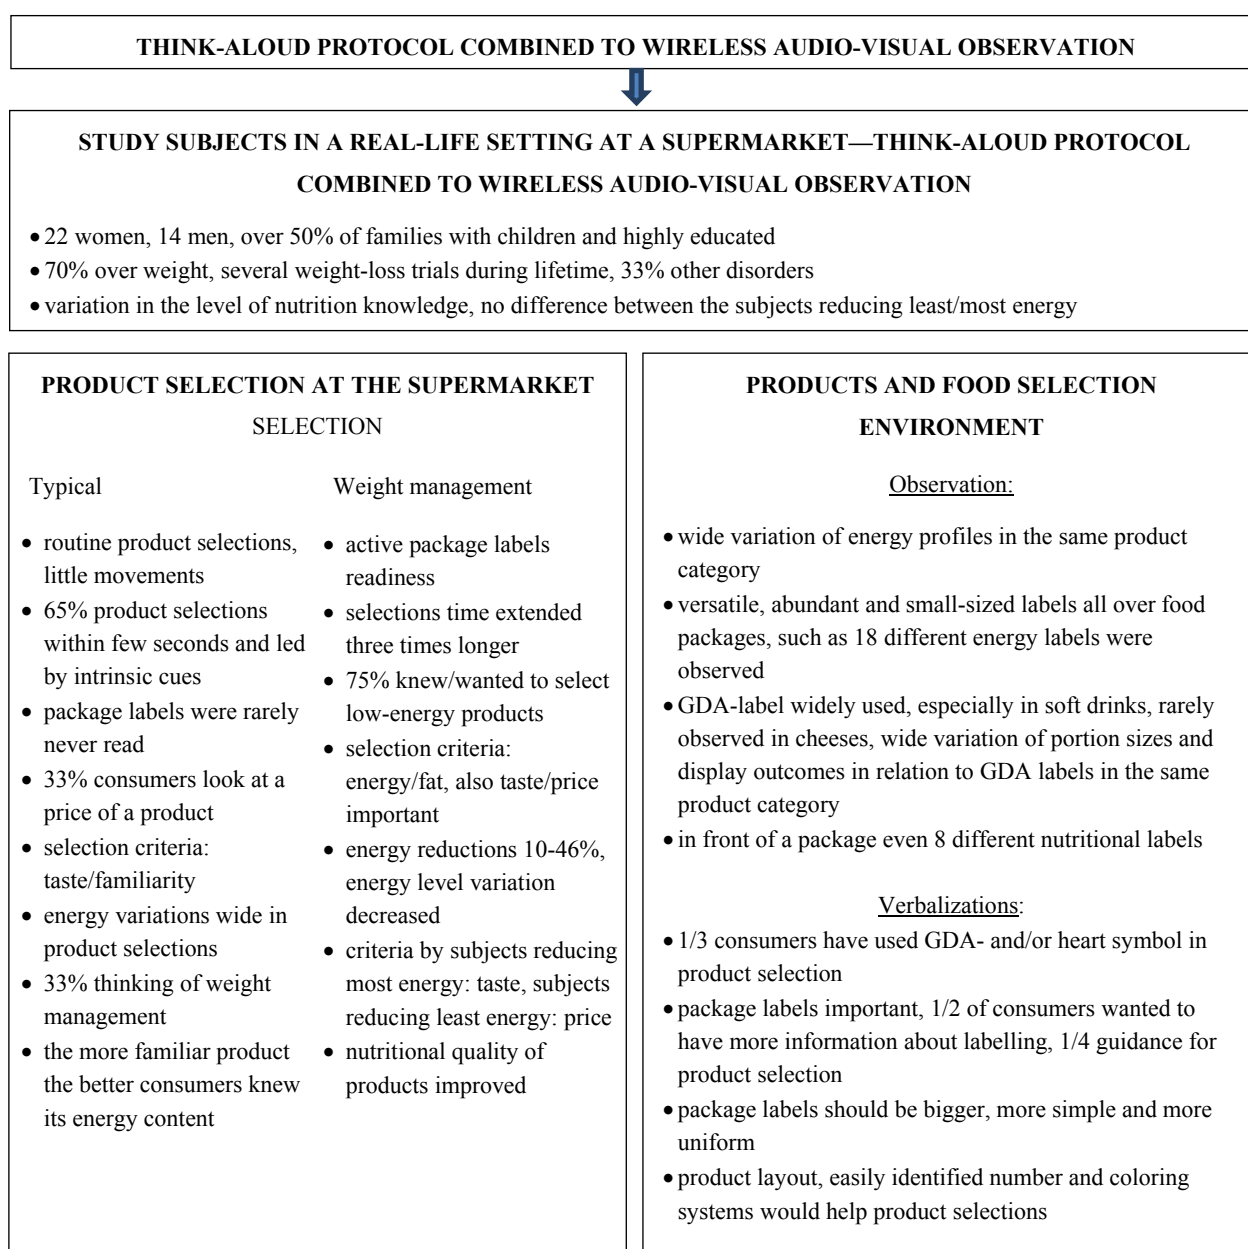 THINK-ALOUD PROTOCOL COMBINED TO WIRELESS AUDIO-VISUAL OBSERVATION
STUDY SUBJECTS IN A REAL-LIFE SETTING AT A SUPERMARKET—THINK-ALOUD PROTOCOL
COMBINED TO WIRELESS AUDIO-VISUAL OBSERVATION
• 22 women, 14 men, over 50% of families with children and highly educated
• 70% over weight, several weight-loss trials during lifetime, 33% other disorders
• variation in the level of nutrition knowledge, no difference between the subjects reducing least/most energy
PRODUCT SELECTION AT THE SUPERMARKET
SELECTION
Typical
• routine product selections,
little movements
• 65% product selections
within few seconds and led
by intrinsic cues
• package labels were rarely
never read
• 33% consumers look at a
price of a product
• selection criteria:
taste/familiarity
• energy variations wide in
product selections
• 33% thinking of weight
management
• the more familiar product
the better consumers knew
its energy content
Weight management
• active package labels
readiness
• selections time extended
three times longer
• 75% knew/wanted to select
low-energy products
• selection criteria:
energy/fat, also taste/price
important
• energy reductions 10-46%,
energy level variation
decreased
• criteria by subjects reducing
most energy: taste, subjects
reducing least energy: price
• nutritional quality of
products improved
PRODUCTS AND FOOD SELECTION
ENVIRONMENT
Observation:
• wide variation of energy profiles in the same product
category
• versatile, abundant and small-sized labels all over food
packages, such as 18 different energy labels were
observed
• GDA-label widely used, especially in soft drinks, rarely
observed in cheeses, wide variation of portion sizes and
display outcomes in relation to GDA labels in the same
product category
• in front of a package even 8 different nutritional labels
Verbalizations:
• 1/3 consumers have used GDA- and/or heart symbol in
product selection
• package labels important, 1/2 of consumers wanted to
have more information about labelling, 1/4 guidance for
product selection
• package labels should be bigger, more simple and more
uniform
• product layout, easily identified number and coloring
systems would help product selections